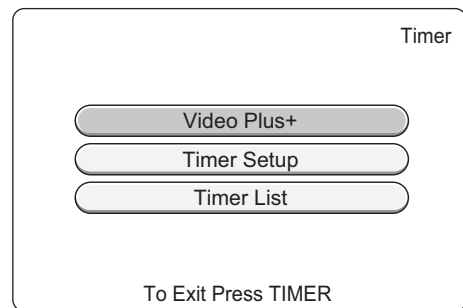 Timer
Video Plus+
Timer Setup
Timer List
To Exit Press TIMER